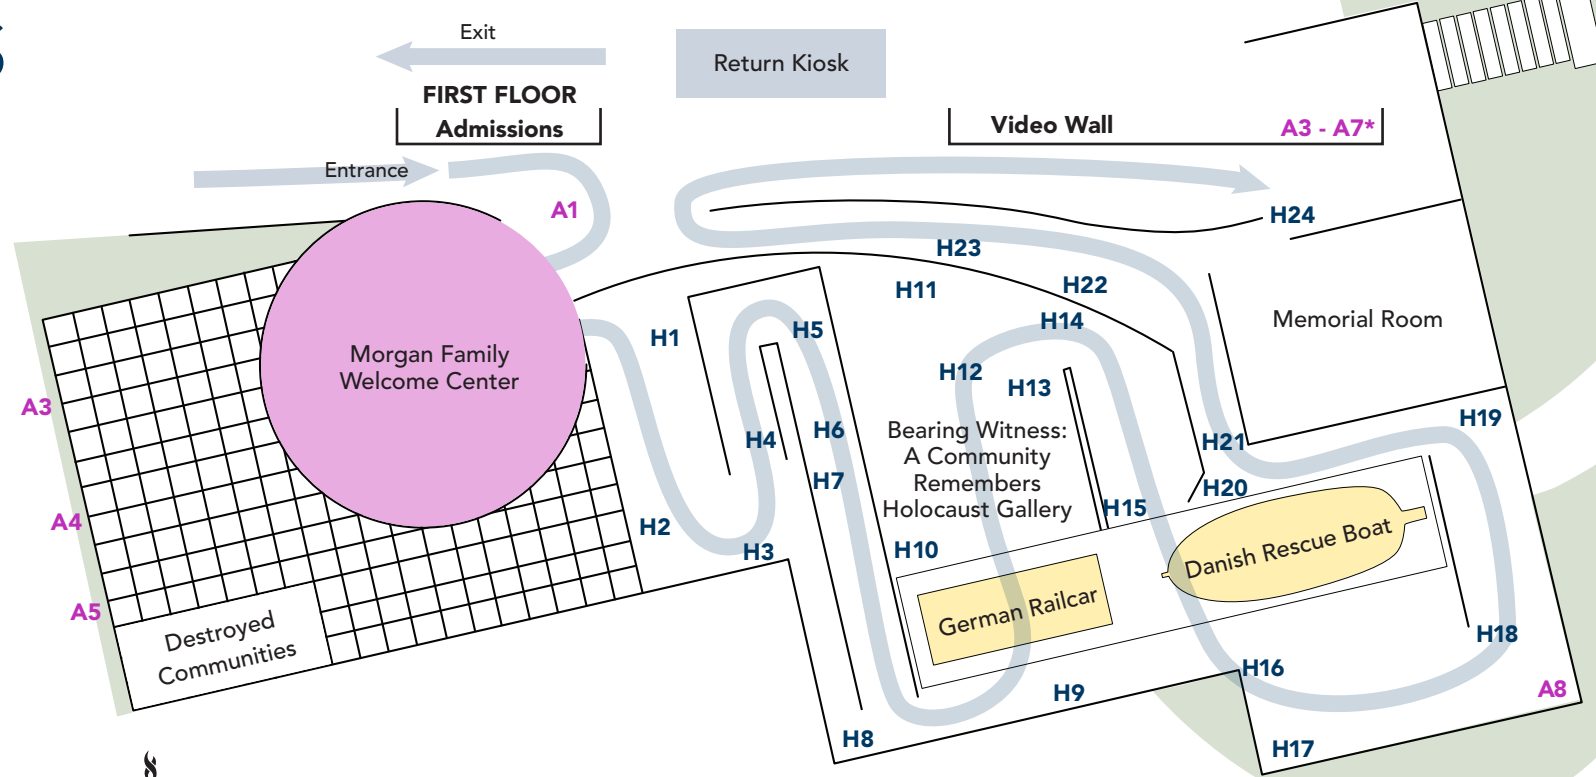 Exit
Return Kiosk
FIRST FLOOR
Admissions
Video Wall
A3 - A7*
Entrance
A1
H24
H23
H22
H11
H14
H1
H5
Memorial Room
Morgan Family
Welcome Center
H12
H13
A3
H4
H6
Bearing Witness:
A Community
Remembers
Holocaust Gallery
H19
H21
H7
H20
H15
A4
H2
H3
H10
Danish Rescue Boat
German Railcar
A5
Destroyed
Communities
H18
H16
H9
A8
H8
H17